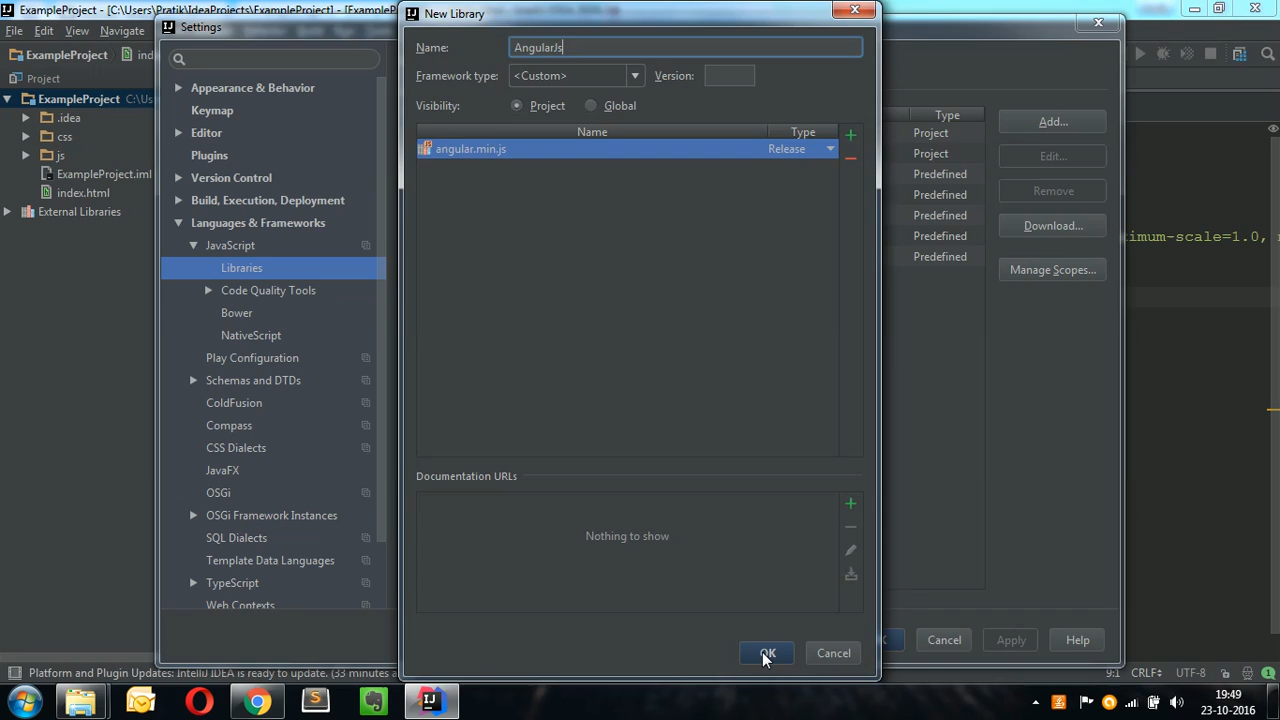 ExampleProject - [C:\Users\Pratik\IdeaProjects\ExampleProject] - [Exam
File Edit View Navigate
ExampleProject
ind
Project
ExampleProject C:\Us
.idea
css
js
ExampleProject.iml
index.html
External Libraries
Settings
Appearance & Behavior
Keymap
Editor
Plugins
Version Control
Build, Execution, Deployment
Languages & Frameworks
JavaScript
Libraries
Code Quality Tools
Bower
NativeScript
Play Configuration
Schemas and DTDs
ColdFusion
Compass
CSS Dialects
JavaFX
OSGi
OSGi Framework Instances
SQL Dialects
Template Data Languages
TypeScript
Web Contexts
New Library
Name: AngularJs
Framework type: <Custom> Version:
Visibility: Project Global
Name Type
angular.min.js Release
Documentation URLs
Nothing to show
OK Cancel
Type
Project
Project
Predefined
Predefined
Predefined
Predefined
Predefined
Add...
Edit...
Remove
Download...
Manage Scopes...
imum-scale=1.0,
K Cancel Apply Help
Platform and Plugin Updates: IntelliJ IDEA is ready to update. (33 minutes a
9:1 CRLF UTF-8
19:49
23-10-2016